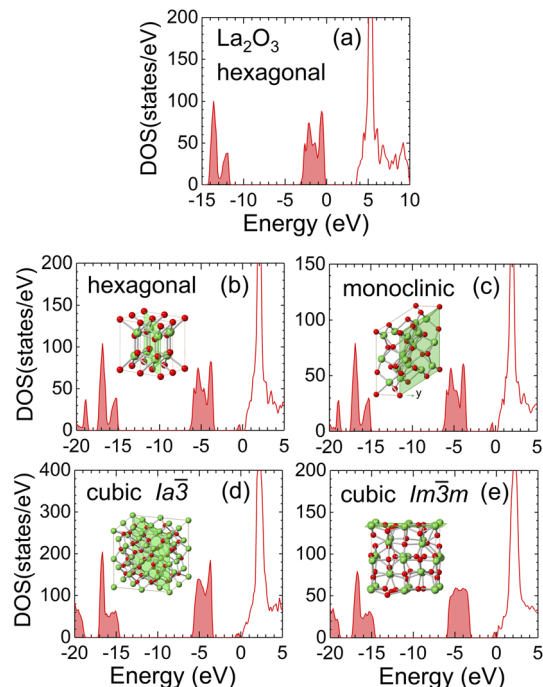 La₂O₃ (a)
hexagonal
DOS(states/eV)
200
150
100
50
0
-15 -10 -5 0 5 10
Energy (eV)
hexagonal (b)
DOS(states/eV)
200
150
100
50
0
-20 -15 -10 -5 0 5
monoclinic (c)
150
100
50
0
→y
-20 -15 -10 -5 0 5
cubic Ia3̅ (d)
DOS(states/eV)
400
300
200
100
0
-20 -15 -10 -5 0 5
Energy (eV)
cubic Im3̅m (e)
200
150
100
50
0
-20 -15 -10 -5 0 5
Energy (eV)